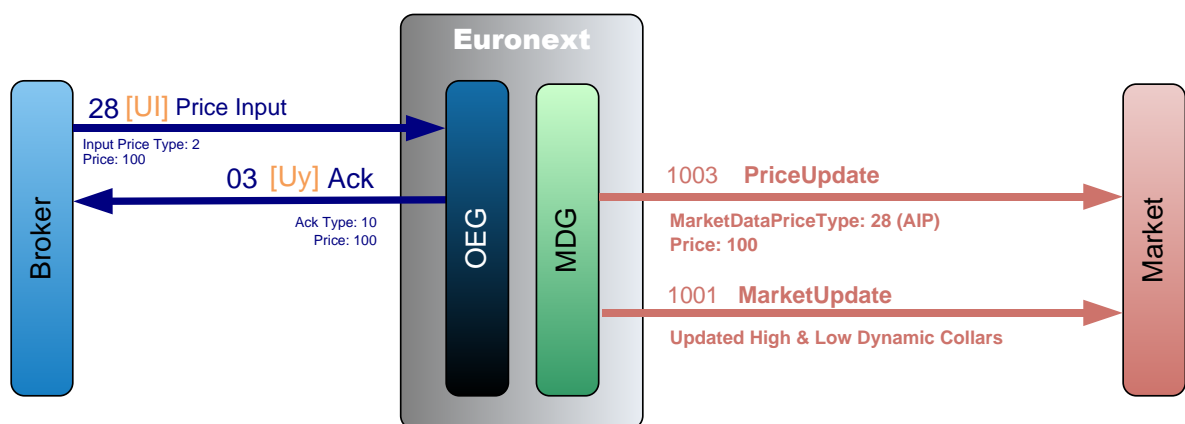 Euronext
28 [UI] Price Input
Input Price Type: 2
Price: 100
03 [Uy] Ack
Ack Type: 10
Price: 100
Broker
OEG
MDG
1003 PriceUpdate
MarketDataPriceType: 28 (AIP)
Price: 100
1001 MarketUpdate
Updated High & Low Dynamic Collars
Market